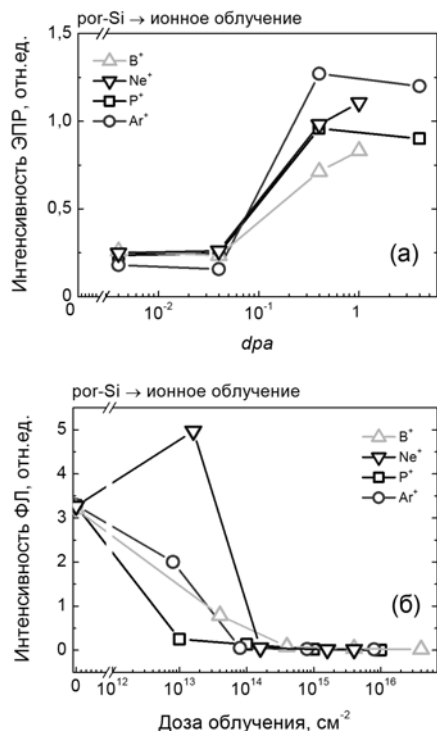 por-Si → ионное облучение
Интенсивность ЭПР, отн.ед.
1,5
1,0
0,5
0
B⁺
Ne⁺
P⁺
Ar⁺
(а)
0 10⁻² 10⁻¹ 1
dpa
por-Si → ионное облучение
Интенсивность ФЛ, отн.ед.
5
4
3
2
1
0
B⁺
Ne⁺
P⁺
Ar⁺
(б)
0 10¹² 10¹³ 10¹⁴ 10¹⁵ 10¹⁶
Доза облучения, см⁻²